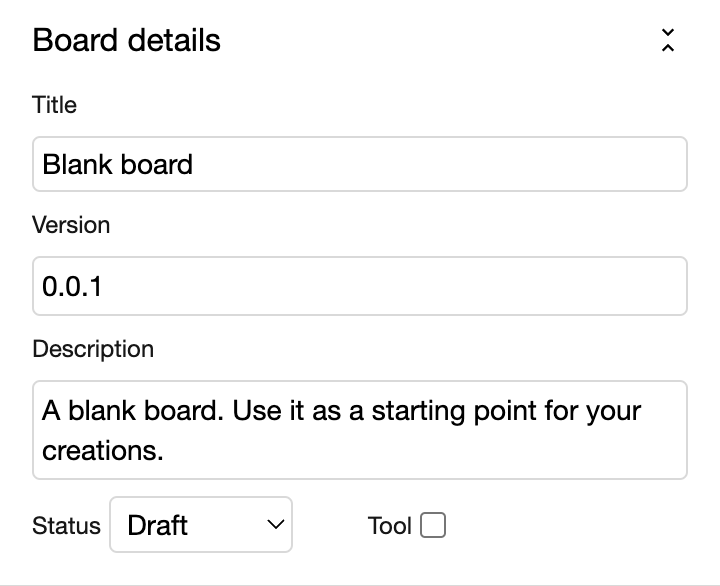 Board details
Title
Blank board
Version
0.0.1
Description
A blank board. Use it as a starting point for your
creations.
Status Draft Tool